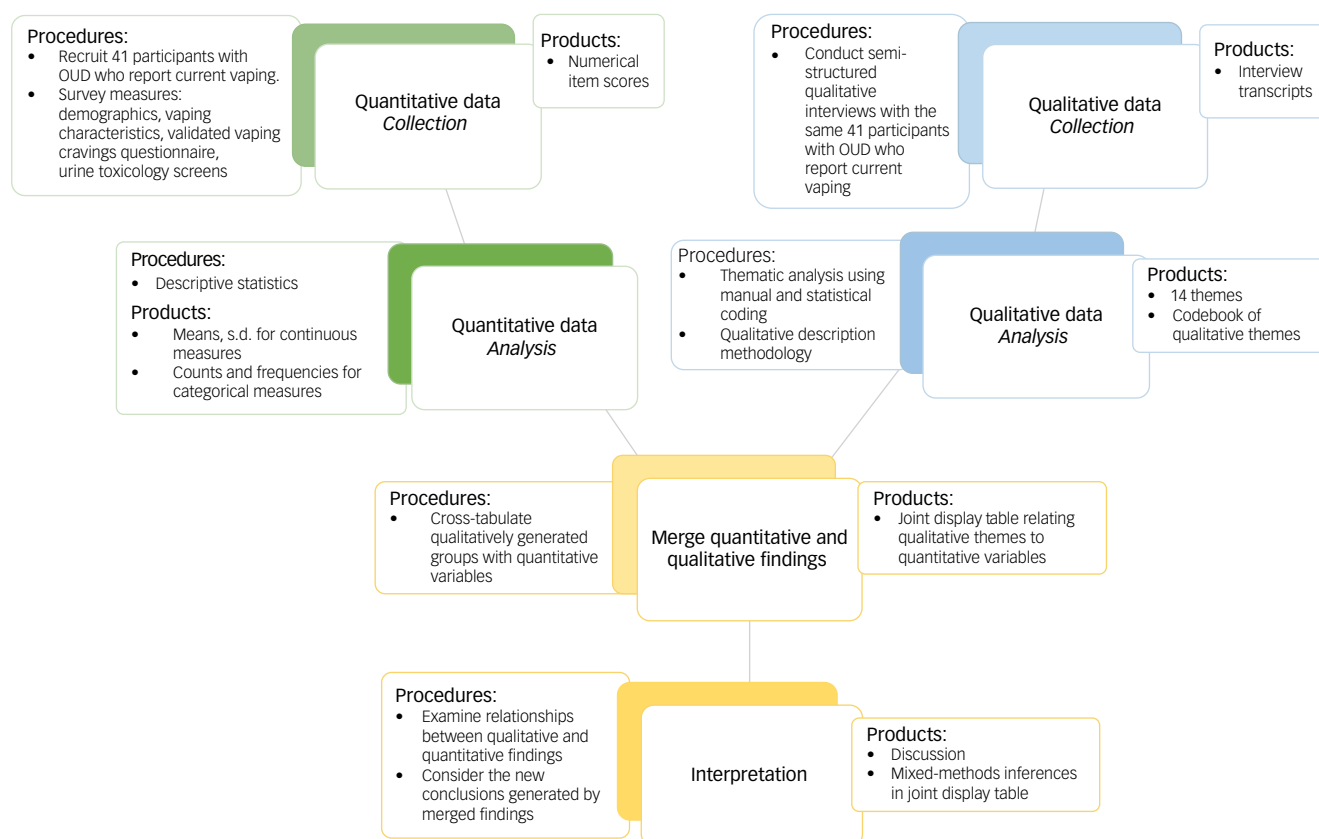 Procedures:
• Recruit 41 participants with
OUD who report current vaping.
• Survey measures:
demographics, vaping
characteristics, validated vaping
cravings questionnaire,
urine toxicology screens
Quantitative data
Collection
Products:
• Numerical
item scores
Procedures:
• Conduct semi-
structured
qualitative
interviews with the
same 41 participants
with OUD who
report current
vaping
Qualitative data
Collection
Products:
• Interview
transcripts
Procedures:
• Descriptive statistics
Products:
• Means, s.d. for continuous
measures
• Counts and frequencies for
categorical measures
Quantitative data
Analysis
Procedures:
• Thematic analysis using
manual and statistical
coding
• Qualitative description
methodology
Qualitative data
Analysis
Products:
• 14 themes
• Codebook of
qualitative themes
Procedures:
• Cross-tabulate
qualitatively generated
groups with quantitative
variables
Merge quantitative and
qualitative findings
Products:
• Joint display table relating
qualitative themes to
quantitative variables
Procedures:
• Examine relationships
between qualitative and
quantitative findings
• Consider the new
conclusions generated by
merged findings
Interpretation
Products:
• Discussion
• Mixed-methods inferences
in joint display table